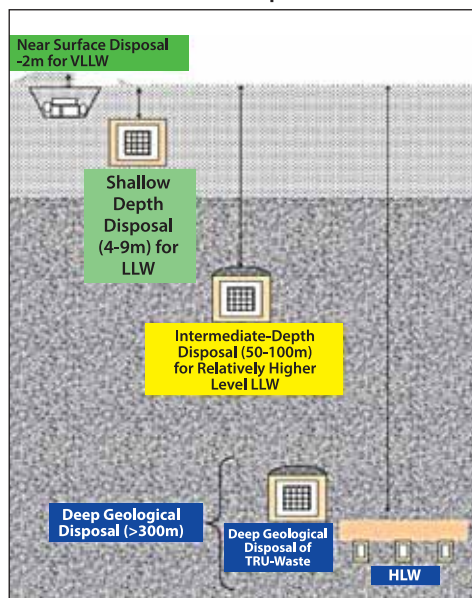 Near Surface Disposal
-2m for VLLW
Shallow
Depth
Disposal
(4-9m) for
LLW
Intermediate-Depth
Disposal (50-100m)
for Relatively Higher
Level LLW
Deep Geological
Disposal (>300m)
Deep Geological
Disposal of
TRU-Waste
HLW